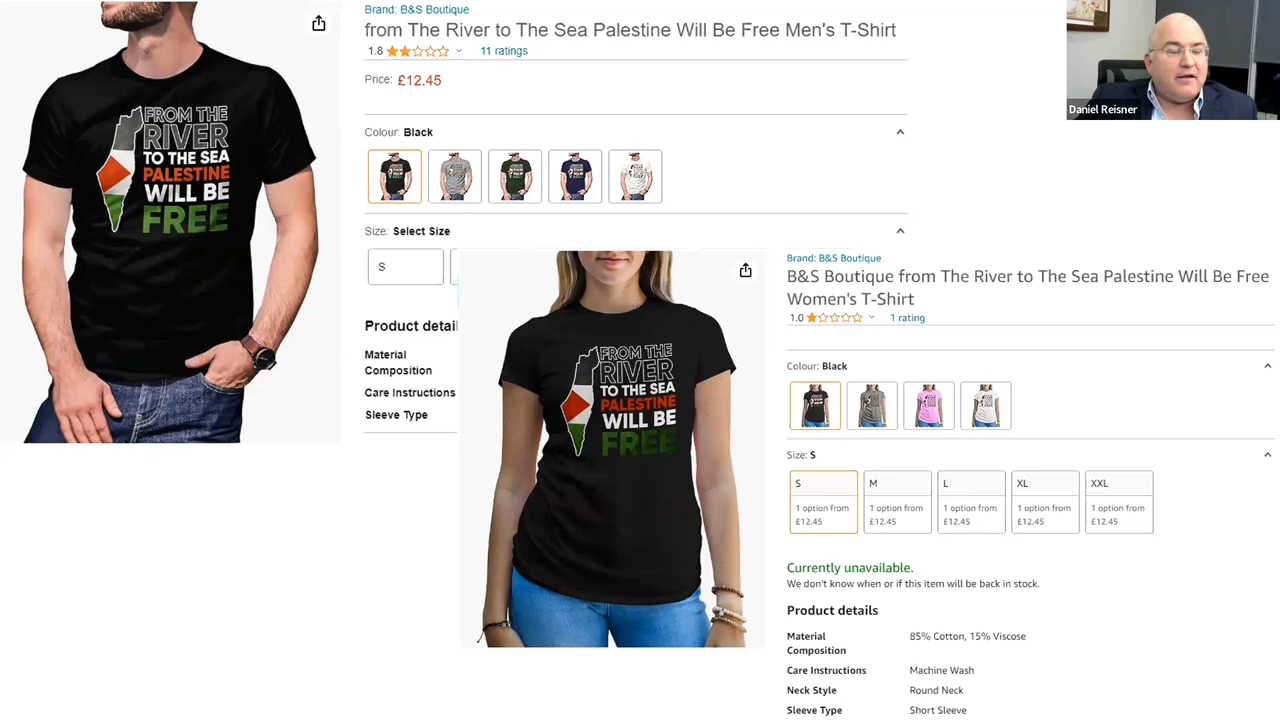 Brand: B&S Boutique
from The River to The Sea Palestine Will Be Free Men's T-Shirt
1.8
11 ratings
Price: £12.45
Colour: Black
Size: Select Size
S
Product detai
Material
Composition
Care Instructions
Sleeve Type
FROM THE
RIVER
TO THE SEA
PALESTINE
WILL BE
FREE
Daniel Reisner
FROM THE
RIVER
TO THE SEA
PALESTINE
WILL BE
FREE
Brand: B&S Boutique
B&S Boutique from The River to The Sea Palestine Will Be Free
Women's T-Shirt
1.0
1 rating
Colour: Black
Size: S
S M L XL XXL
1 option from 1 option from 1 option from 1 option from 1 option from
£12.45 £12.45 £12.45 £12.45 £12.45
Currently unavailable.
We don't know when or if this item will be back in stock.
Product details
Material 85% Cotton, 15% Viscose
Composition
Care Instructions Machine Wash
Neck Style Round Neck
Sleeve Type Short Sleeve